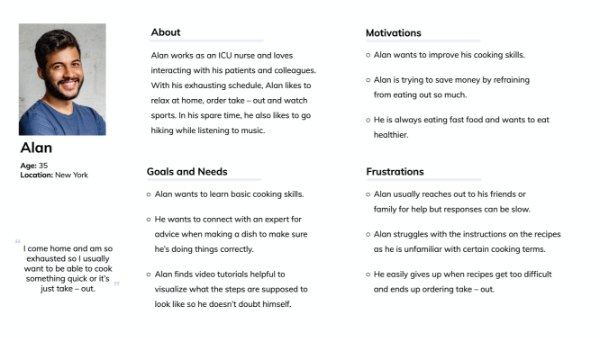 Alan
Age: 35
Location: New York
“ I come home and am so
exhausted so I usually
want to be able to cook
something quick or it's
just take – out. ”
About
Alan works as an ICU nurse and loves
interacting with his patients and colleagues.
With his exhausting schedule, Alan likes to
relax at home, order take – out and watch
sports. In his spare time, he also likes to go
hiking while listening to music.
Goals and Needs
Alan wants to learn basic cooking skills.
He wants to connect with an expert for
advice when making a dish to make sure
he's doing things correctly.
Alan finds video tutorials helpful to
visualize what the steps are supposed to
look like so he doesn't doubt himself.
Motivations
Alan wants to improve his cooking skills.
Alan is trying to save money by refraining
from eating out so much.
He is always eating fast food and wants to eat
healthier.
Frustrations
Alan usually reaches out to his friends or
family for help but responses can be slow.
Alan struggles with the instructions on the recipes
as he is unfamiliar with certain cooking terms.
He easily gives up when recipes get too difficult
and ends up ordering take – out.